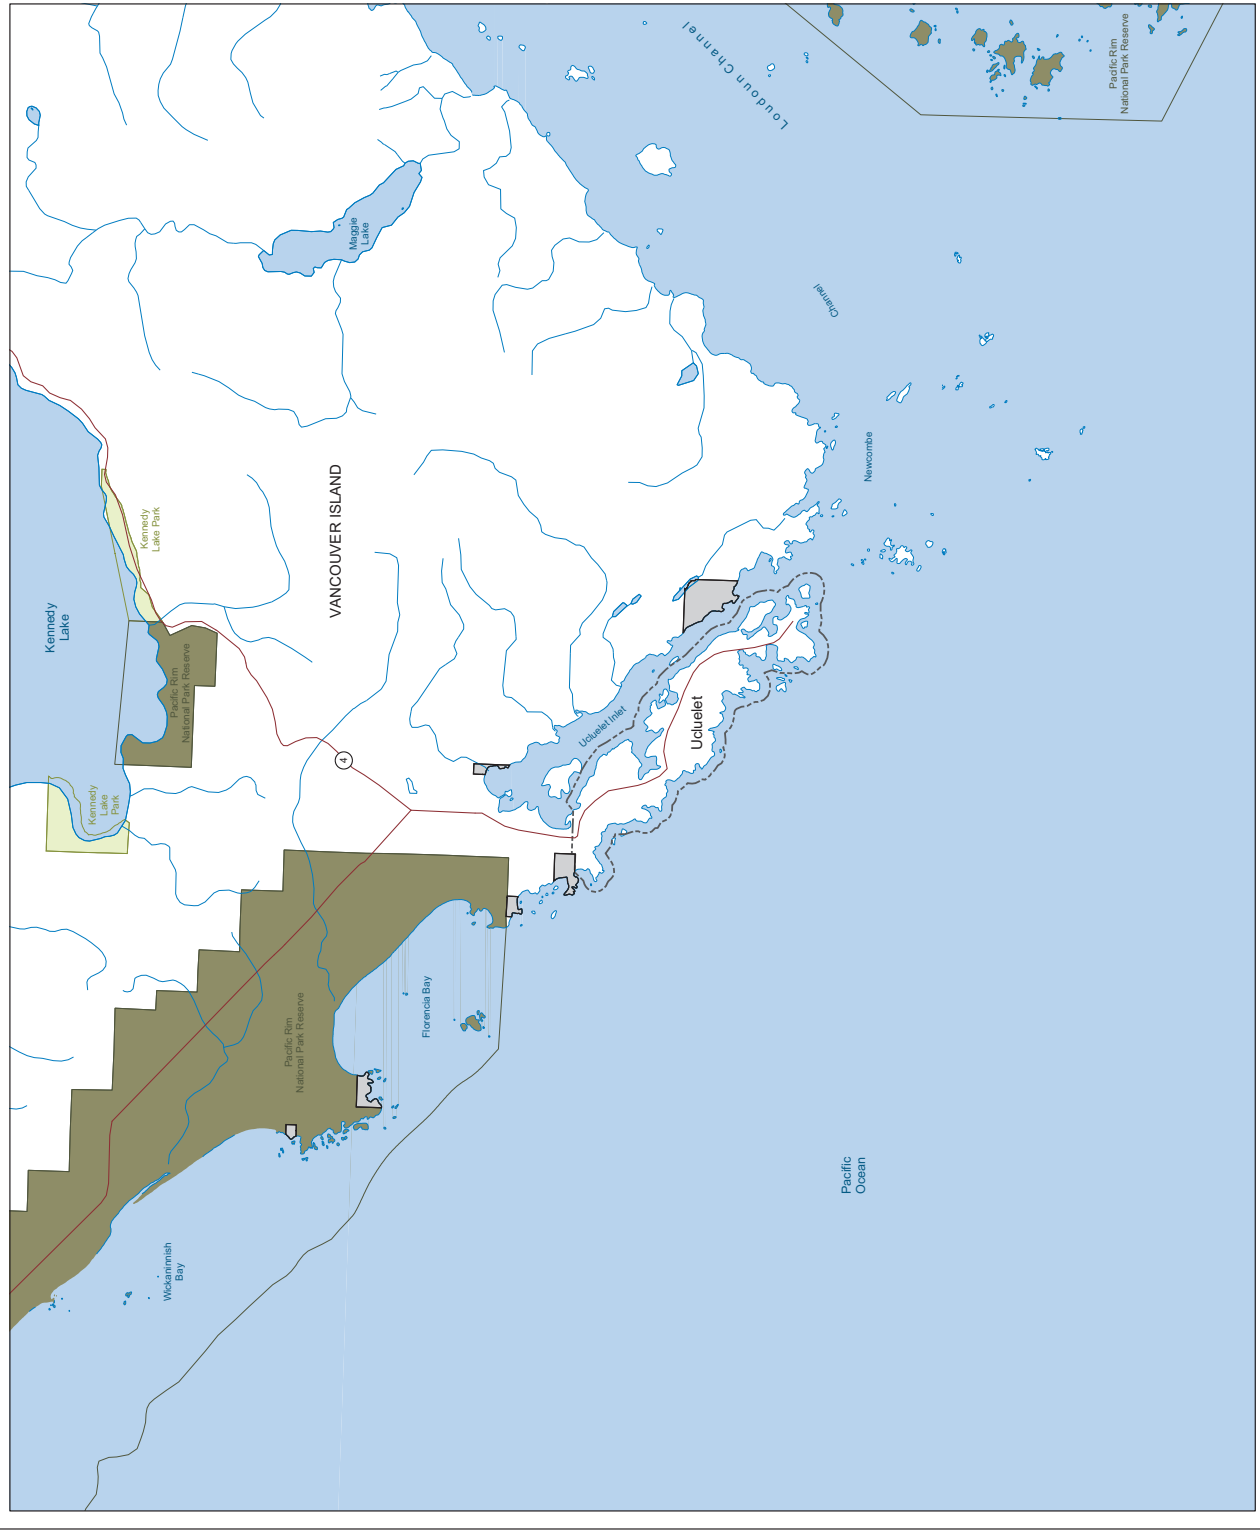 Loudoun Channel
Pacific Rim
National Park Reserve
Maggie
Lake
Channel
Newcombe
VANCOUVER ISLAND
Kennedy
Lake Park
Kennedy
Lake
Pacific Rim
National Park Reserve
Kennedy
Lake
Park
4
Ucluelet Inlet
Ucluelet
Florencia Bay
Pacific Rim
National Park Reserve
Wickaninnish
Bay
Pacific
Ocean